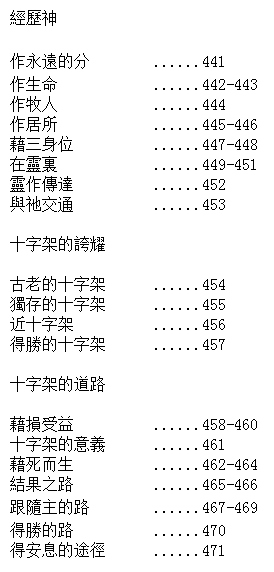 經歷神
作永遠的分......441
作生命......442-443
作牧人......444
作居所......445-446
藉三身位......447-448
在靈裏......449-451
靈作傳達......452
與祂交通......453
十字架的誇耀
古老的十字架......454
獨存的十字架......455
近十字架......456
得勝的十字架......457
十字架的道路
藉損受益......458-460
十字架的意義......461
藉死而生......462-464
結果之路......465-466
跟隨主的路......467-469
得勝的路......470
得安息的途徑......471